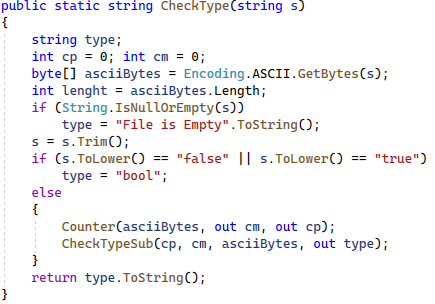 public static string CheckType(string s)
{
    string type;
    int cp = 0; int cm = 0;
    byte[] asciiBytes = Encoding.ASCII.GetBytes(s);
    int lenght = asciiBytes.Length;
    if (String.IsNullOrEmpty(s))
        type = "File is Empty".ToString();
    s = s.Trim();
    if (s.ToLower() == "false" || s.ToLower() == "true")
        type = "bool";
    else
    {
        Counter(asciiBytes, out cm, out cp);
        CheckTypeSub(cp, cm, asciiBytes, out type);
    }
    return type.ToString();
}